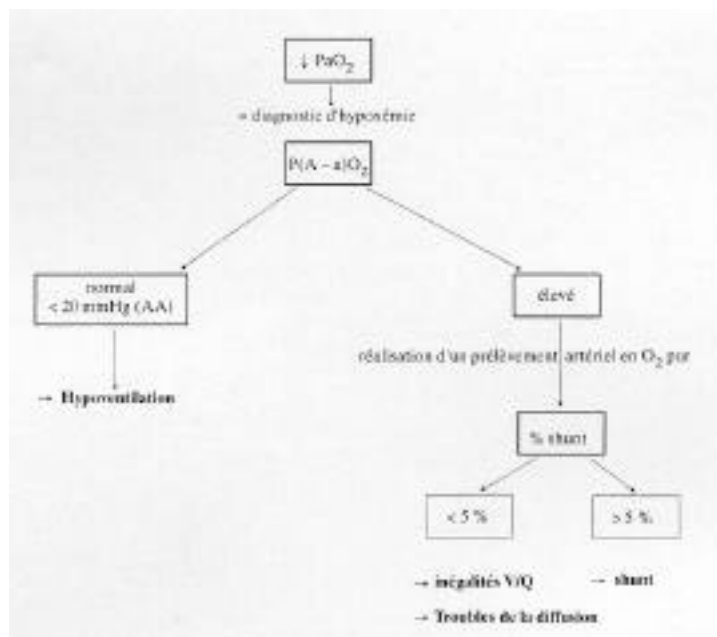 ↓ PaO2
= diagnostic d'hypoxémie
P(A – a)O2
normal
< 20 mmHg (AA)
élevé
réalisation d'un prélèvement artériel en O2 pur
→ Hypoventilation
% shunt
< 5 %
> 5 %
→ inégalités V/Q
→ shunt
→ Troubles de la diffusion